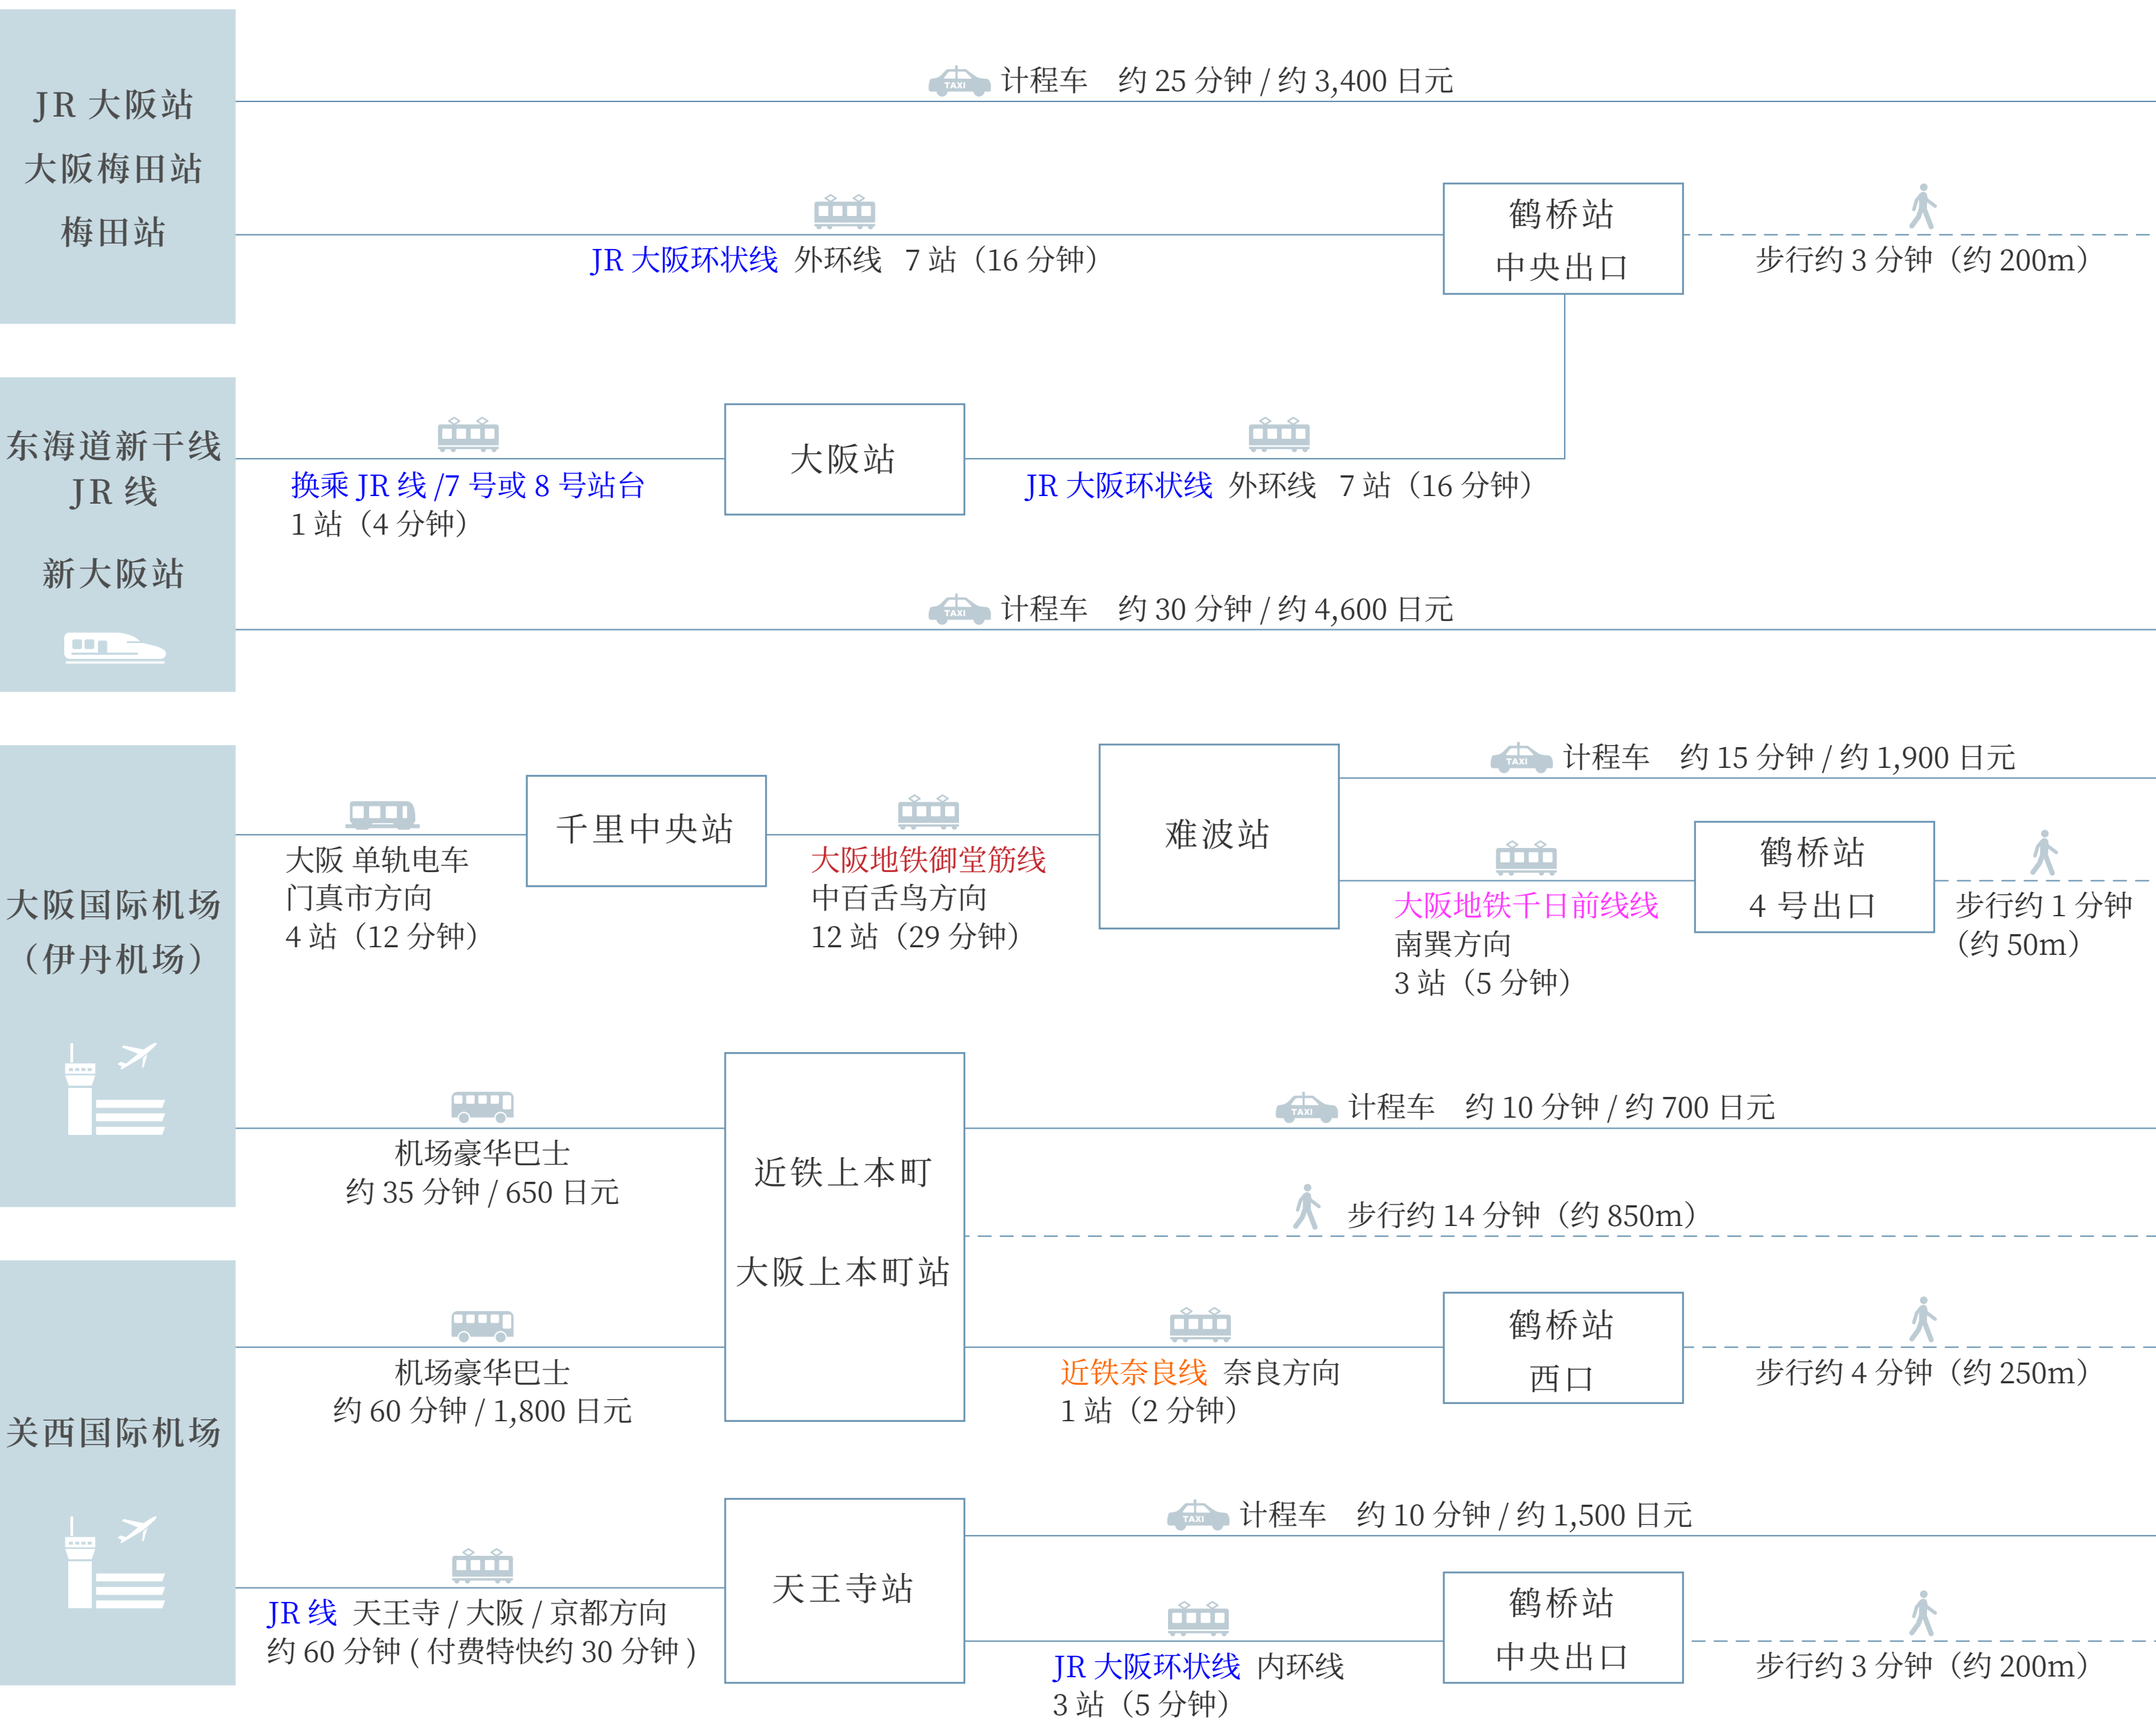 JR 大阪站
大阪梅田站
梅田站
TAXI 计程车 约 25 分钟 / 约 3,400 日元
JR 大阪环状线 外环线 7 站（16 分钟）
鹤桥站
中央出口
步行约 3 分钟（约 200m）
东海道新干线
JR 线
新大阪站
换乘 JR 线 /7 号或 8 号站台
1 站（4 分钟）
大阪站
JR 大阪环状线 外环线 7 站（16 分钟）
TAXI 计程车 约 30 分钟 / 约 4,600 日元
大阪国际机场
（伊丹机场）
大阪 单轨电车
门真市方向
4 站（12 分钟）
千里中央站
大阪地铁御堂筋线
中百舌鸟方向
12 站（29 分钟）
难波站
TAXI 计程车 约 15 分钟 / 约 1,900 日元
大阪地铁千日前线线
南巽方向
3 站（5 分钟）
鹤桥站
4 号出口
步行约 1 分钟
（约 50m）
机场豪华巴士
约 35 分钟 / 650 日元
近铁上本町
大阪上本町站
TAXI 计程车 约 10 分钟 / 约 700 日元
步行约 14 分钟（约 850m）
关西国际机场
机场豪华巴士
约 60 分钟 / 1,800 日元
近铁奈良线 奈良方向
1 站（2 分钟）
鹤桥站
西口
步行约 4 分钟（约 250m）
JR 线 天王寺 / 大阪 / 京都方向
约 60 分钟 ( 付费特快约 30 分钟 )
天王寺站
TAXI 计程车 约 10 分钟 / 约 1,500 日元
JR 大阪环状线 内环线
3 站（5 分钟）
鹤桥站
中央出口
步行约 3 分钟（约 200m）